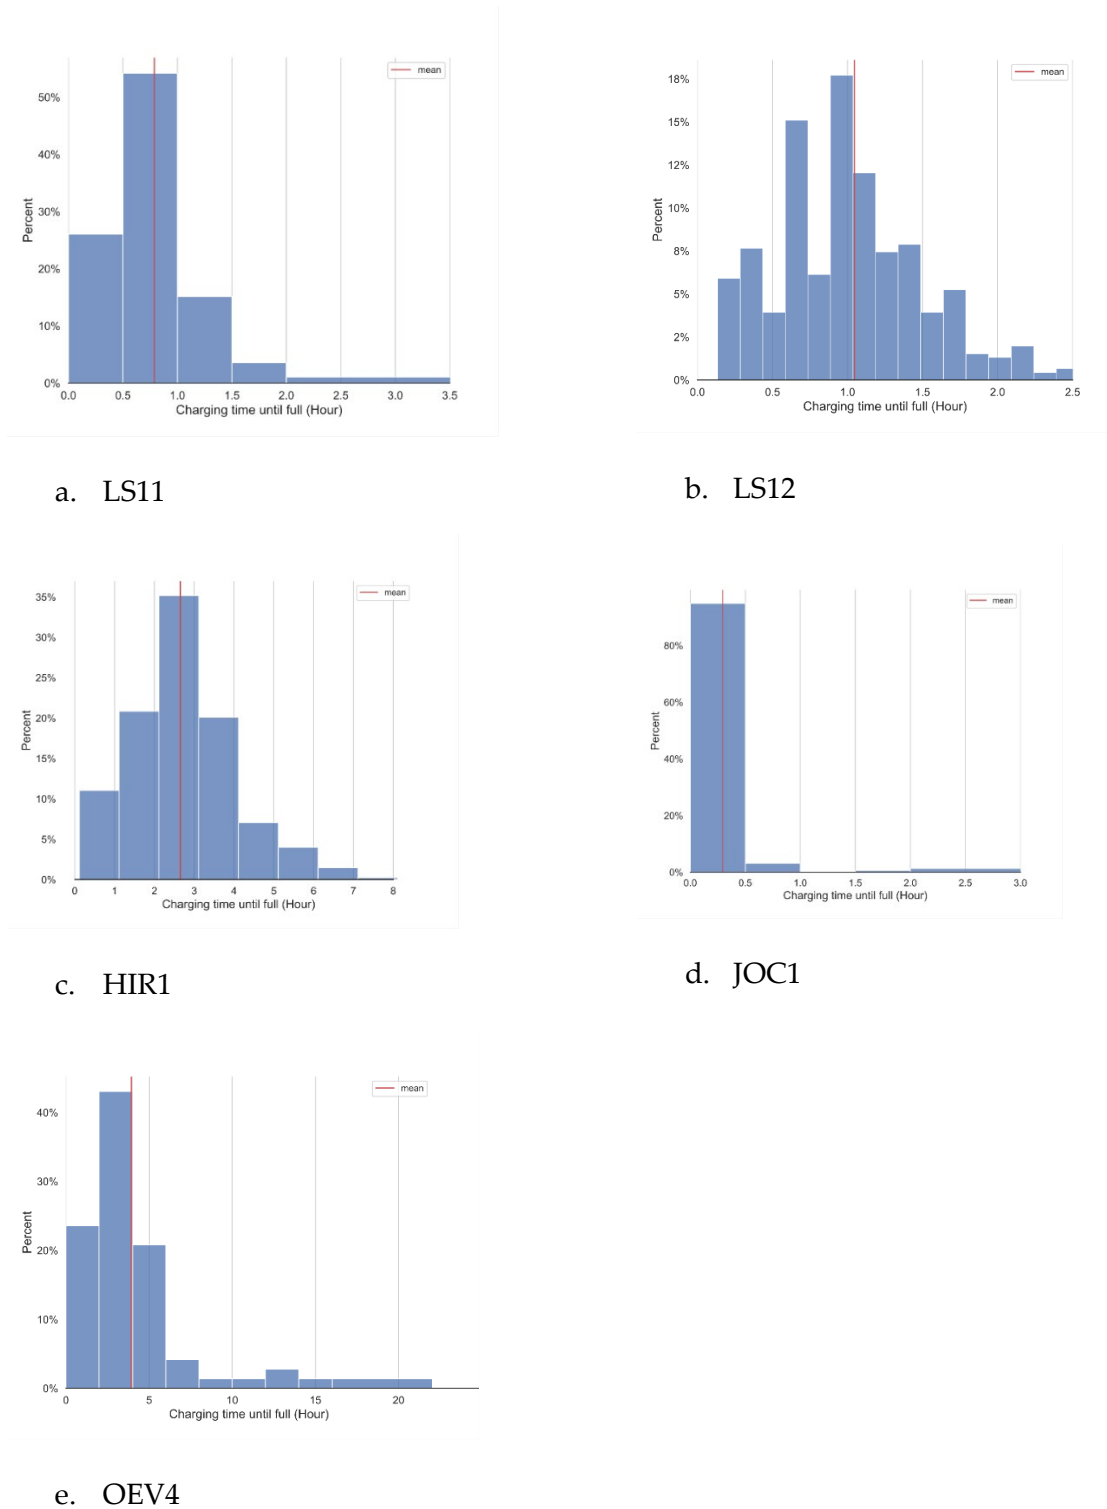 mean
50%
40%
30%
20%
10%
0%
Percent
0.0 0.5 1.0 1.5 2.0 2.5 3.0 3.5
Charging time until full (Hour)
a. LS11
mean
18%
15%
12%
10%
8%
5%
2%
0%
Percent
0.0 0.5 1.0 1.5 2.0 2.5
Charging time until full (Hour)
b. LS12
mean
35%
30%
25%
20%
15%
10%
5%
0%
Percent
0 1 2 3 4 5 6 7 8
Charging time until full (Hour)
c. HIR1
mean
80%
60%
40%
20%
0%
Percent
0.0 0.5 1.0 1.5 2.0 2.5 3.0
Charging time until full (Hour)
d. JOC1
mean
40%
30%
20%
10%
0%
Percent
0 5 10 15 20
Charging time until full (Hour)
e. OEV4